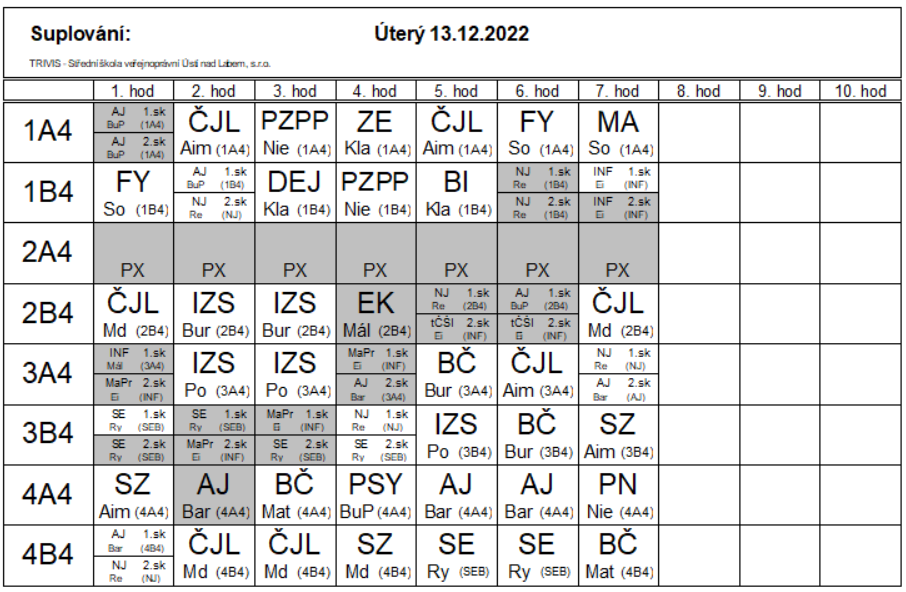 Suplování: Úterý 13.12.2022
TRIVIS - Střední škola veřejnoprávní Ústí nad Labem, s.r.o.
1. hod 2. hod 3. hod 4. hod 5. hod 6. hod 7. hod 8. hod 9. hod 10. hod
1A4
AJ 1.sk BuP (1A4)
AJ 2.sk BuP (1A4)
ČJL Aim (1A4)
PZPP Nie (1A4)
ZE Kla (1A4)
ČJL Aim (1A4)
FY So (1A4)
MA So (1A4)
1B4
FY So (1B4)
AJ 1.sk BuP (1B4)
NJ 2.sk Re (NJ)
DEJ Kla (1B4)
PZPP Nie (1B4)
BI Kla (1B4)
NJ 1.sk Re (1B4)
NJ 2.sk Re (1B4)
INF 1.sk Ei (INF)
INF 2.sk Ei (INF)
2A4
PX PX PX PX PX PX PX
2B4
ČJL Md (2B4)
IZS Bur (2B4)
IZS Bur (2B4)
EK Mál (2B4)
NJ 1.sk Re (2B4)
tČŠI 2.sk Ei (INF)
AJ 1.sk BuP (2B4)
tČŠI 2.sk Ei (INF)
ČJL Md (2B4)
3A4
INF 1.sk Mál (3A4)
MaPr 2.sk Ei (INF)
IZS Po (3A4)
IZS Po (3A4)
MaPr 1.sk Ei (INF)
AJ 2.sk Bar (3A4)
BČ Bur (3A4)
ČJL Aim (3A4)
NJ 1.sk Re (NJ)
AJ 2.sk Bar (AJ)
3B4
SE 1.sk Ry (SEB)
SE 2.sk Ry (SEB)
SE 1.sk Ry (SEB)
MaPr 2.sk Ei (INF)
MaPr 1.sk Ei (INF)
SE 2.sk Ry (SEB)
NJ 1.sk Re (NJ)
SE 2.sk Ry (SEB)
IZS Po (3B4)
BČ Bur (3B4)
SZ Aim (3B4)
4A4
SZ Aim (4A4)
AJ Bar (4A4)
BČ Mat (4A4)
PSY BuP (4A4)
AJ Bar (4A4)
AJ Bar (4A4)
PN Nie (4A4)
4B4
AJ 1.sk Bar (4B4)
NJ 2.sk Re (NJ)
ČJL Md (4B4)
ČJL Md (4B4)
SZ Md (4B4)
SE Ry (SEB)
SE Ry (SEB)
BČ Mat (4B4)